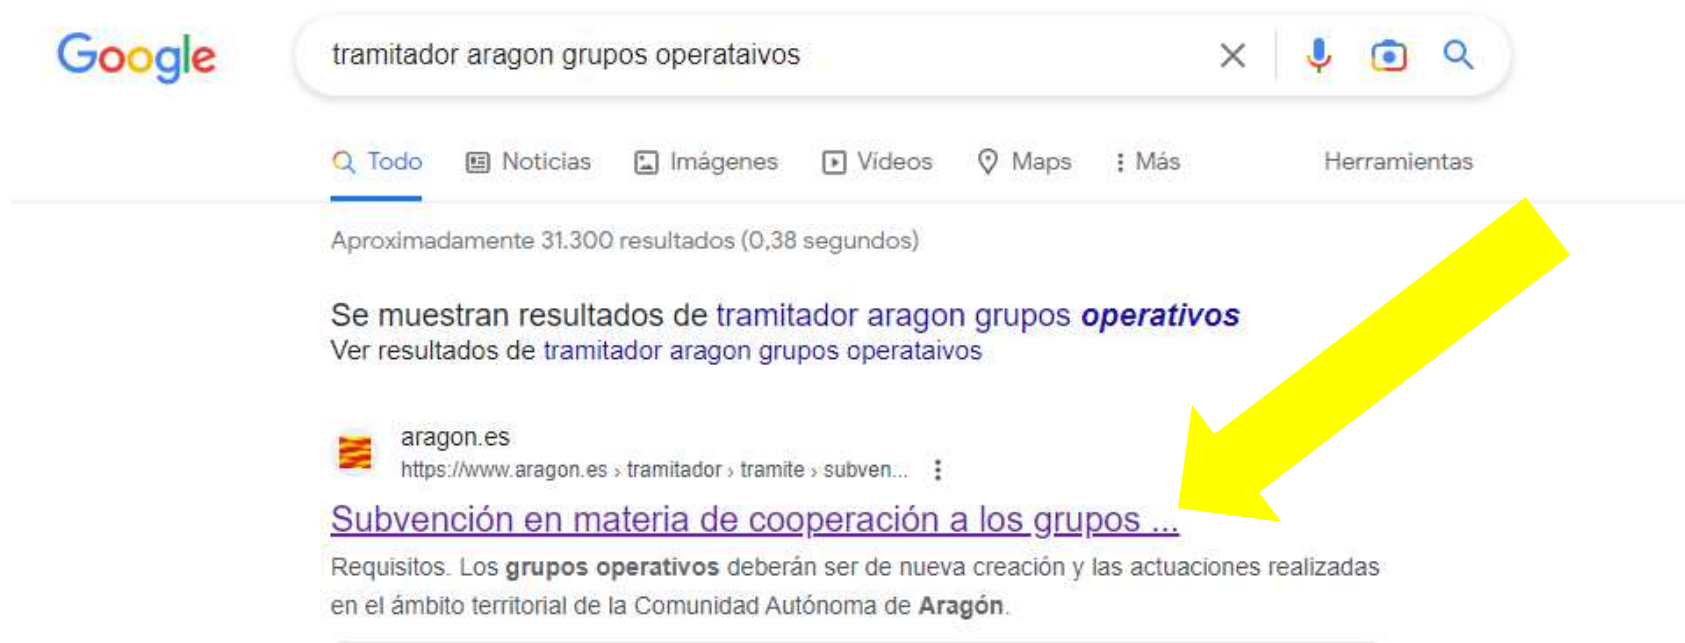 Google
tramitador aragon grupos operataivos
Todo Noticias Imágenes Vídeos Maps Más Herramientas
Aproximadamente 31.300 resultados (0,38 segundos)
Se muestran resultados de tramitador aragon grupos operativos
Ver resultados de tramitador aragon grupos operataivos
aragon.es
https://www.aragon.es › tramitador › tramite › subven...
Subvención en materia de cooperación a los grupos ...
Requisitos. Los grupos operativos deberán ser de nueva creación y las actuaciones realizadas
en el ámbito territorial de la Comunidad Autónoma de Aragón.